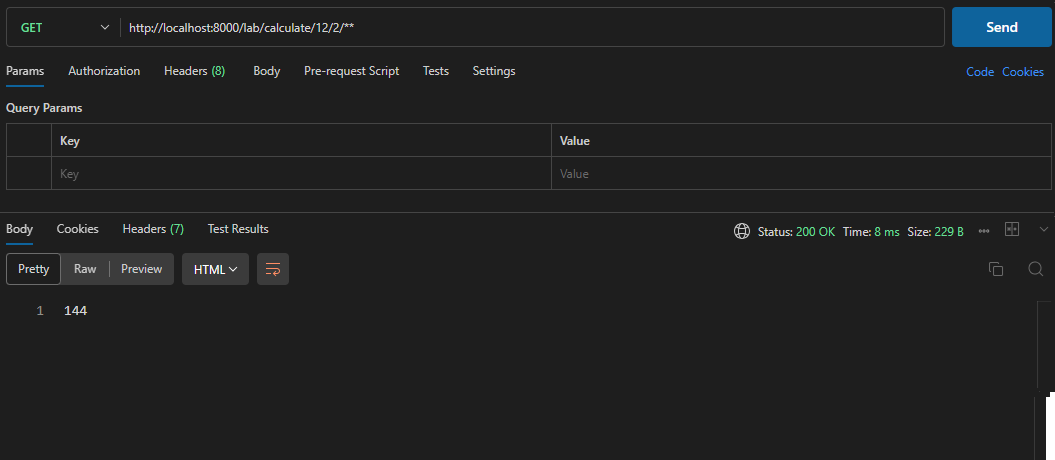 GET http://localhost:8000/lab/calculate/12/2/** Send
Params Authorization Headers (8) Body Pre-request Script Tests Settings Code Cookies
Query Params
Key Value
Key Value
Body Cookies Headers (7) Test Results Status: 200 OK Time: 8 ms Size: 229 B
Pretty Raw Preview HTML
1 144